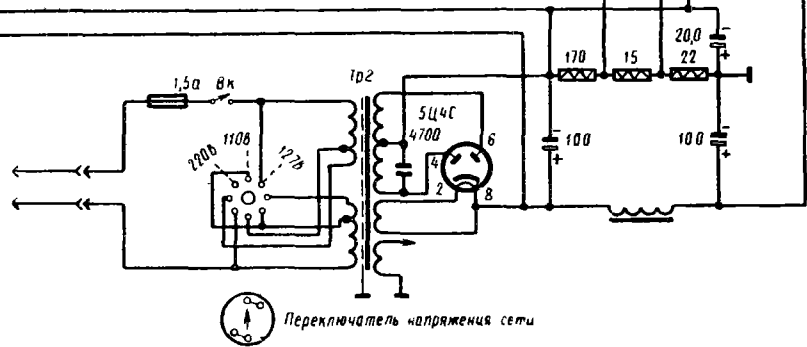 20,0
170
15
22
1,5а
Вк
Тр2
5Ц4С
4700
6
4
2
8
100
100
220в
110в
127в
Переключатель напряжения сети